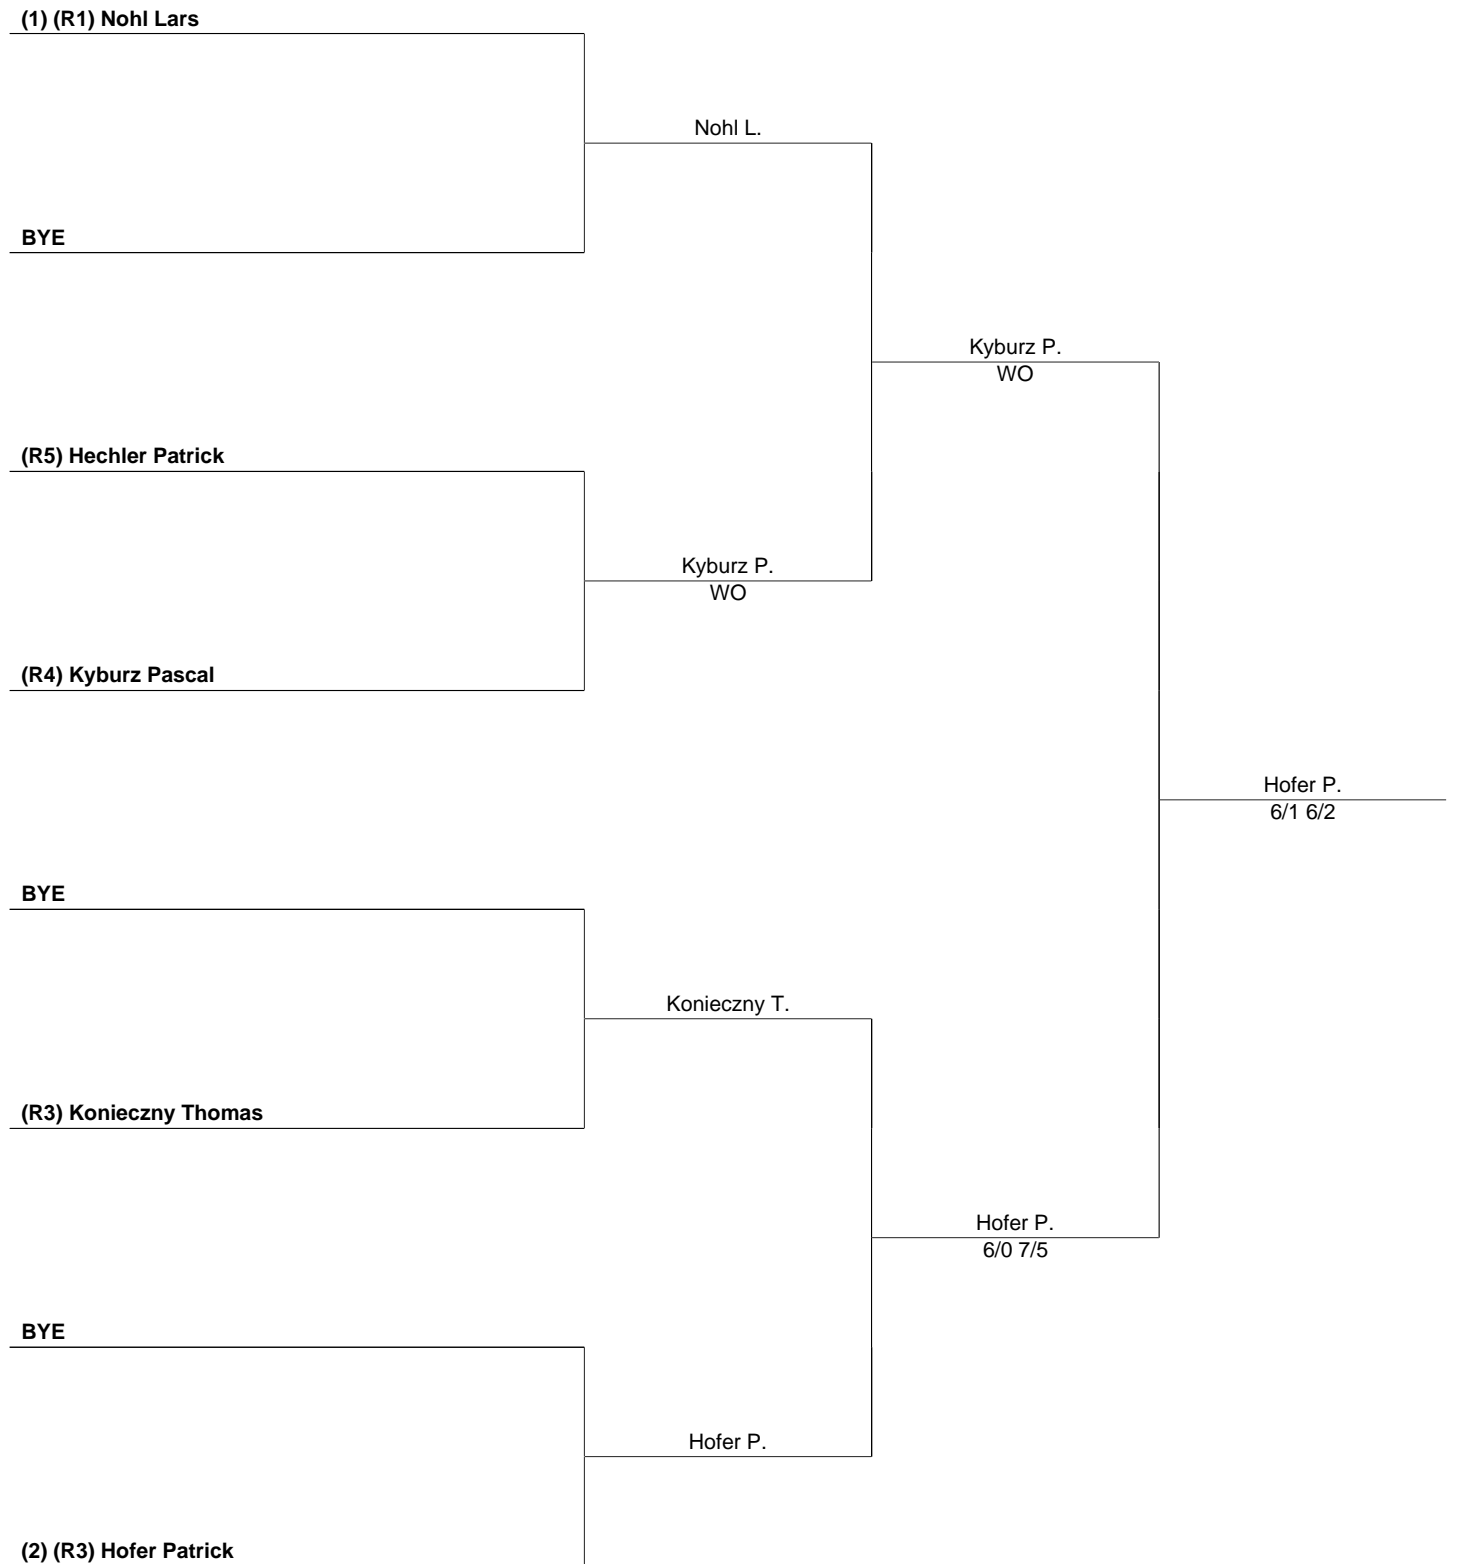 (1) (R1) Nohl Lars
Nohl L.
BYE
Kyburz P.
WO
(R5) Hechler Patrick
Kyburz P.
WO
(R4) Kyburz Pascal
Hofer P.
6/1 6/2
BYE
Konieczny T.
(R3) Konieczny Thomas
Hofer P.
6/0 7/5
BYE
Hofer P.
(2) (R3) Hofer Patrick